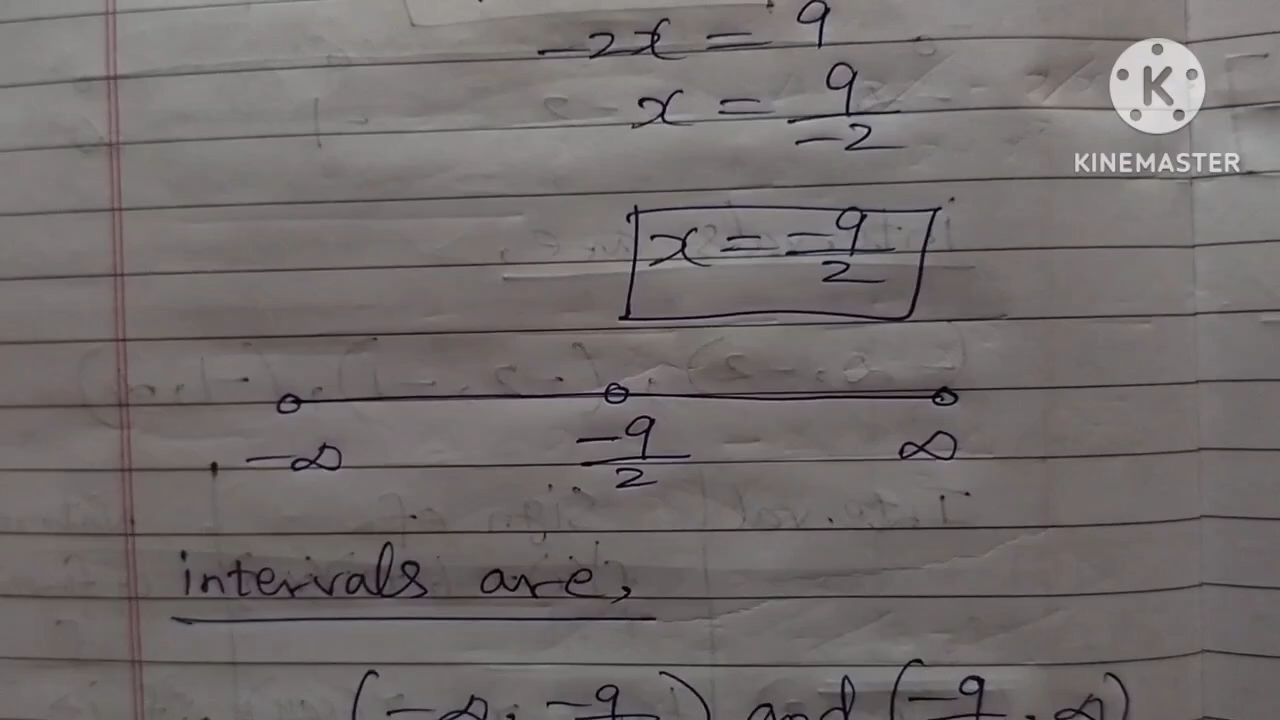 -2x = 9
x = 9/-2
KINEMASTER
x = -9/2
-∞ -9/2 ∞
intervals are,
(-∞, -9/2) and (-9/2, ∞)